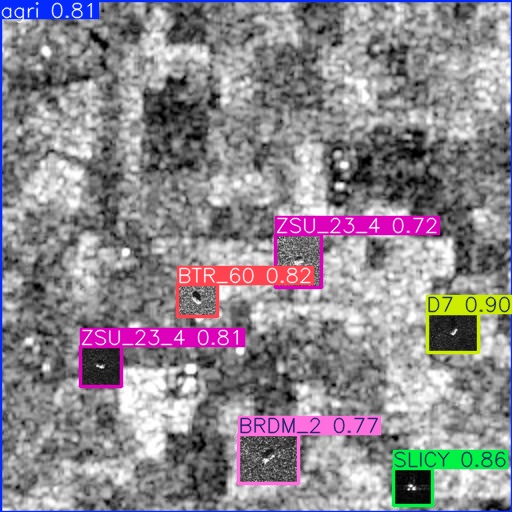 agri 0.81
ZSU_23_4 0.72
BTR_60 0.82
D7 0.90
ZSU_23_4 0.81
BRDM_2 0.77
SLICY 0.86